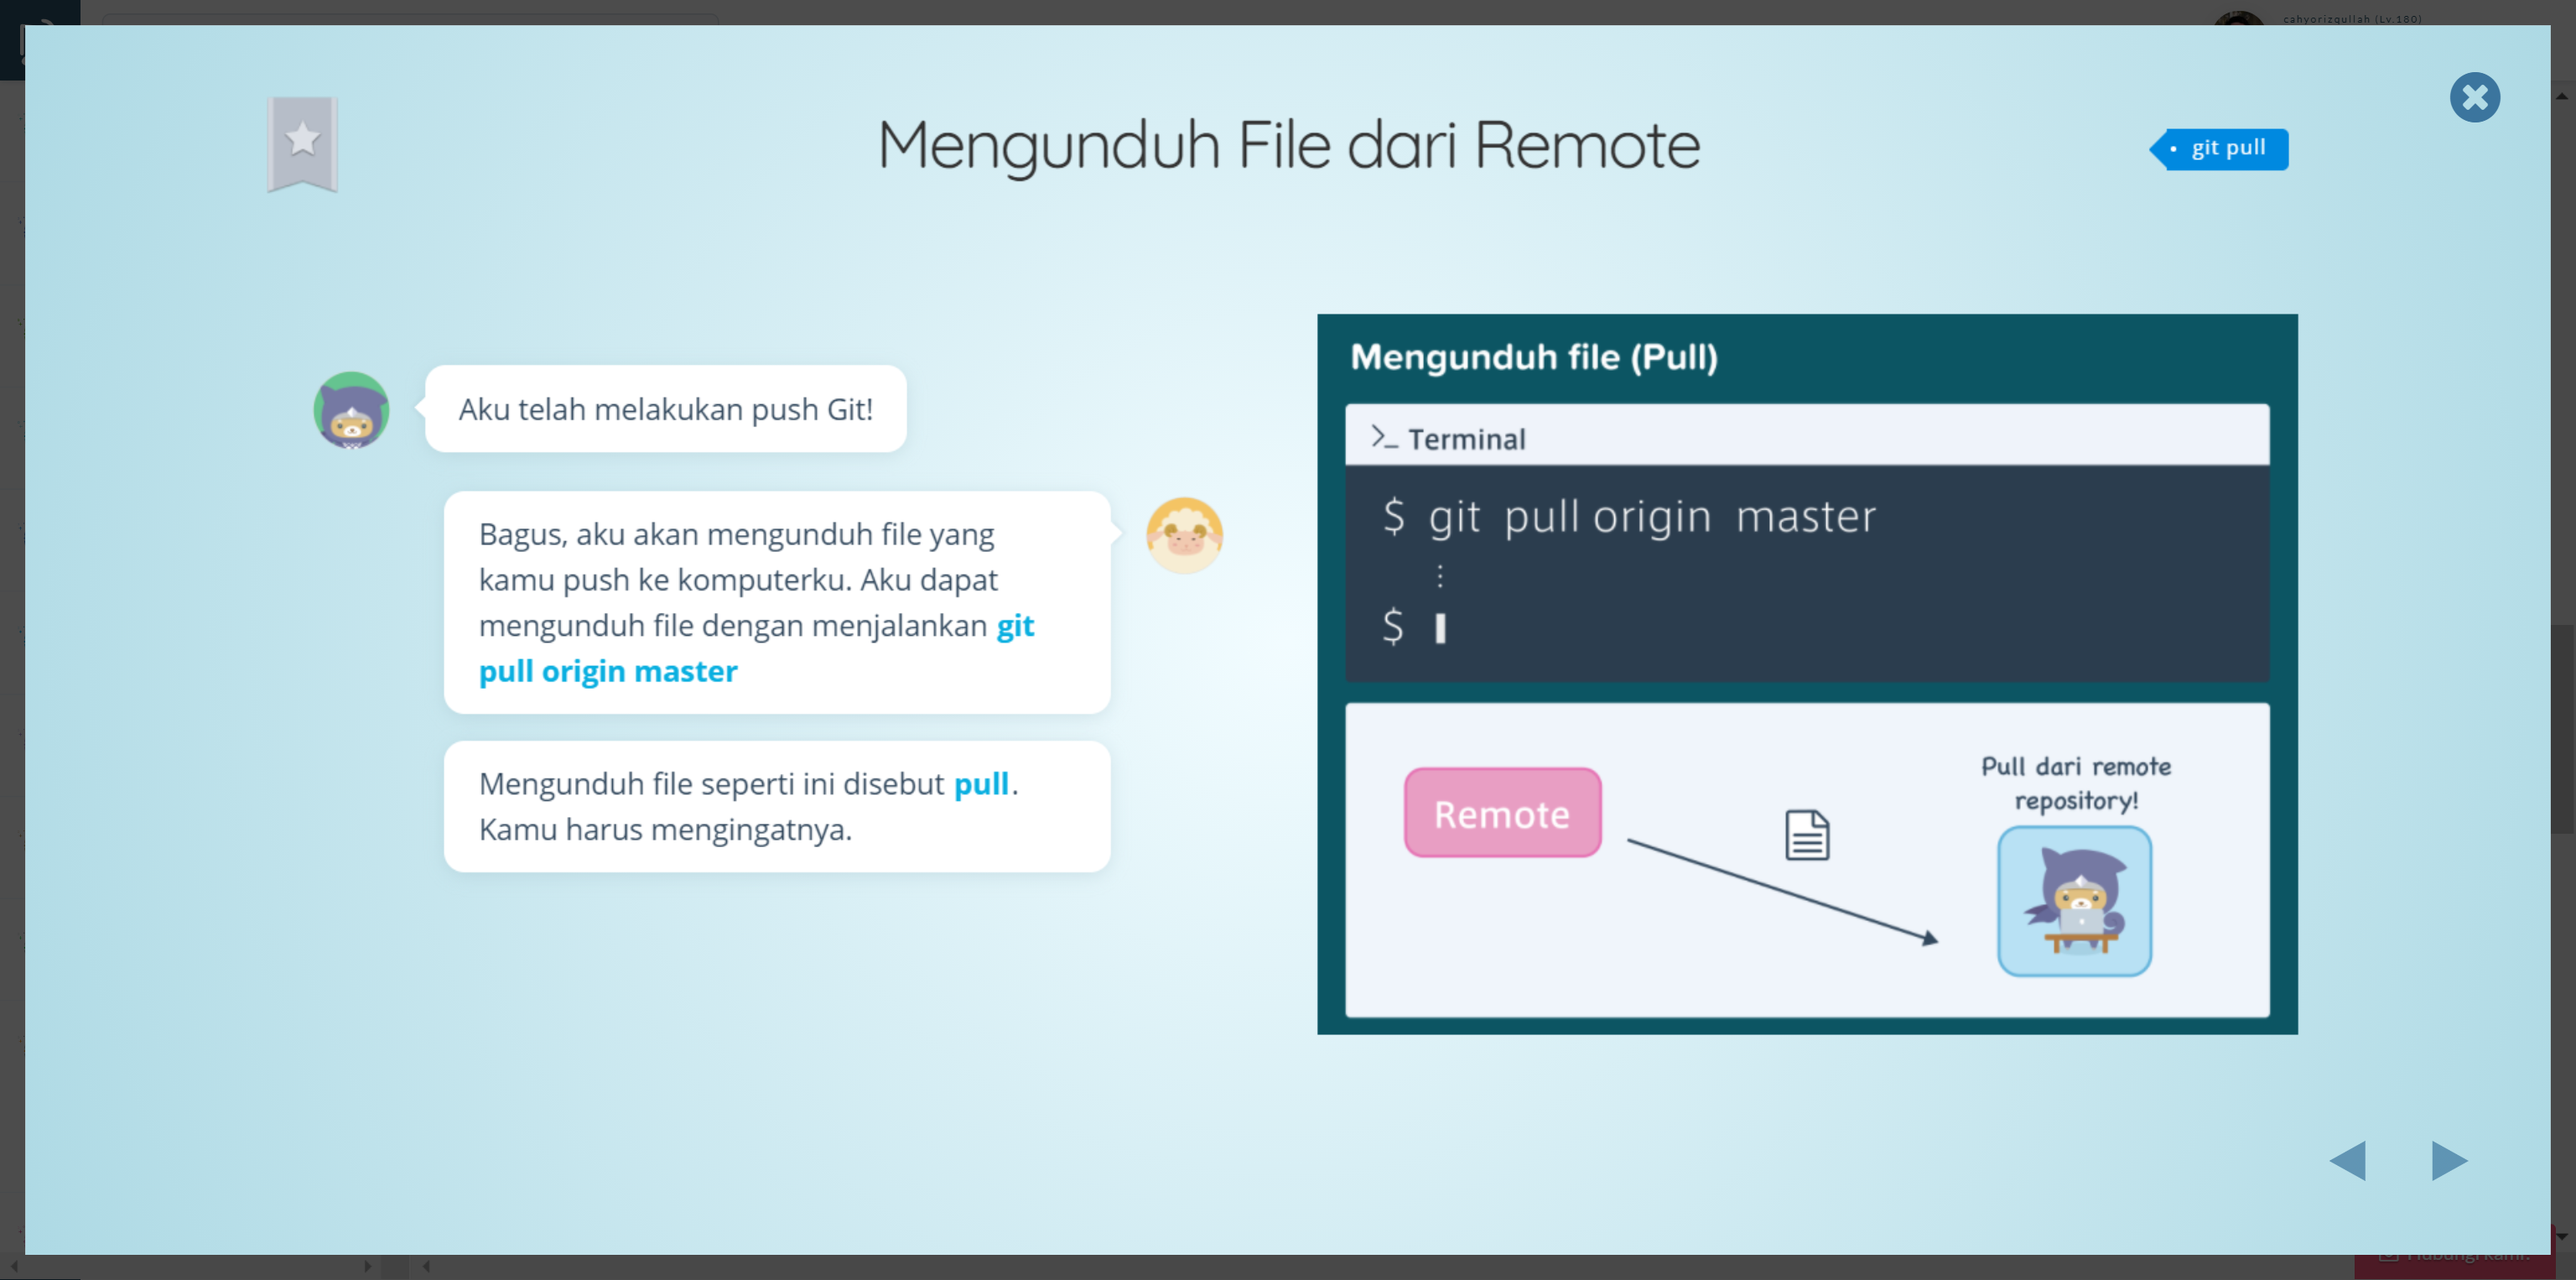 cahyorizqullah (Lv.180)
Mengunduh File dari Remote
• git pull
Aku telah melakukan push Git!
Bagus, aku akan mengunduh file yang
kamu push ke komputerku. Aku dapat
mengunduh file dengan menjalankan git
pull origin master
Mengunduh file seperti ini disebut pull.
Kamu harus mengingatnya.
Mengunduh file (Pull)
>_ Terminal
$ git pull origin master
⋮
$
Remote
Pull dari remote
repository!
Hubungi kami!